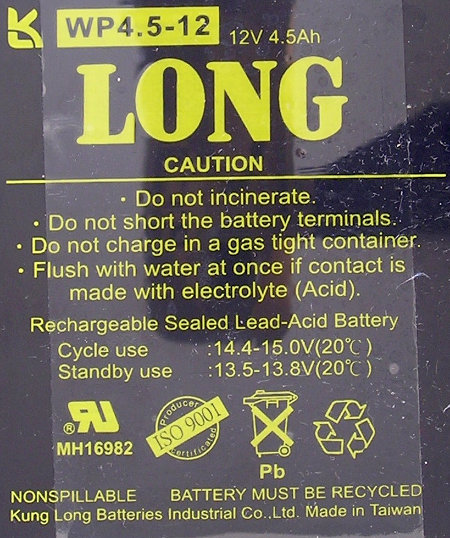 WP4.5-12 12V 4.5Ah
LONG
CAUTION
· Do not incinerate.
· Do not short the battery terminals.
· Do not charge in a gas tight container.
· Flush with water at once if contact is
made with electrolyte (Acid).
Rechargeable Sealed Lead-Acid Battery
Cycle use :14.4-15.0V(20℃)
Standby use :13.5-13.8V(20℃)
Producer
ISO 9001
Certificated
MH16982
Pb
NONSPILLABLE BATTERY MUST BE RECYCLED
Kung Long Batteries Industrial Co.,Ltd. Made in Taiwan